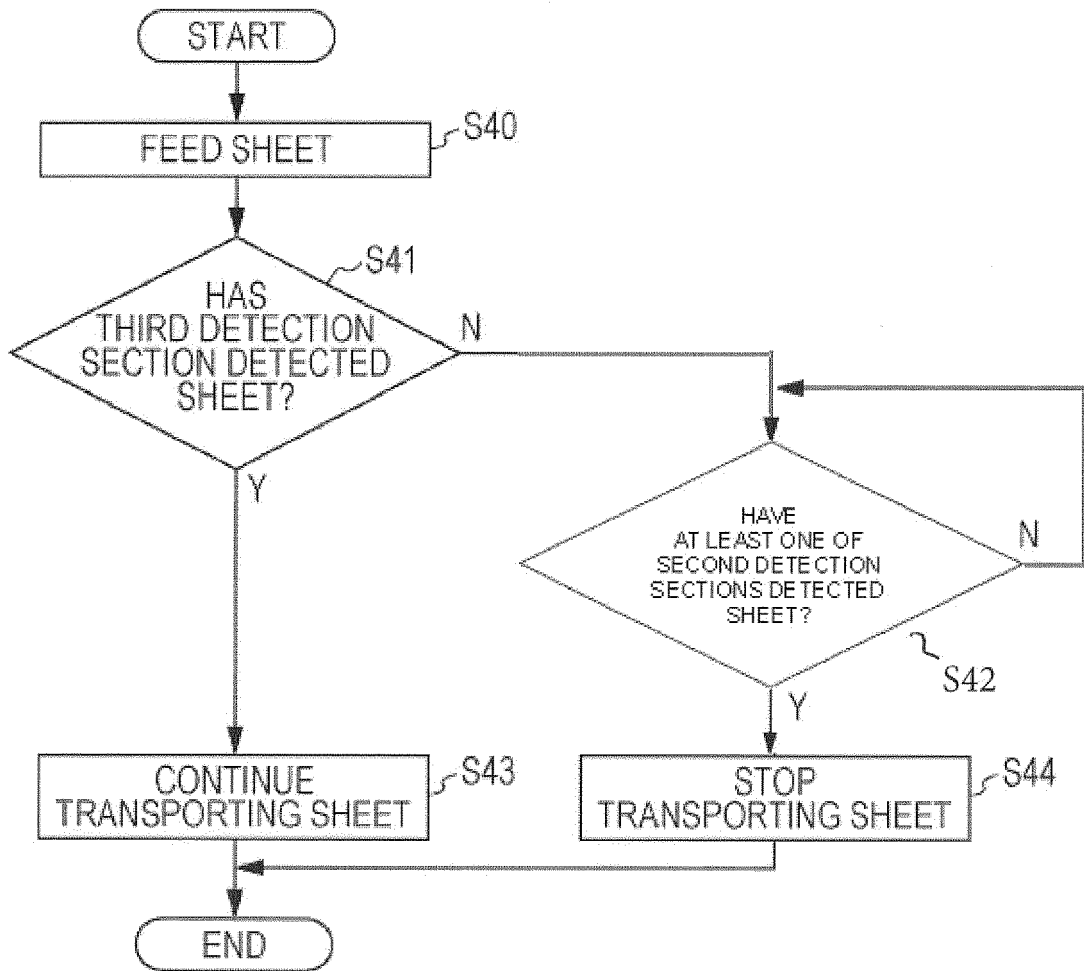 START
FEED SHEET
S40
S41
HAS
THIRD DETECTION
SECTION DETECTED
SHEET?
N
Y
HAVE
AT LEAST ONE OF
SECOND DETECTION
SECTIONS DETECTED
SHEET?
N
S42
Y
CONTINUE
TRANSPORTING SHEET
S43
STOP
TRANSPORTING SHEET
S44
END